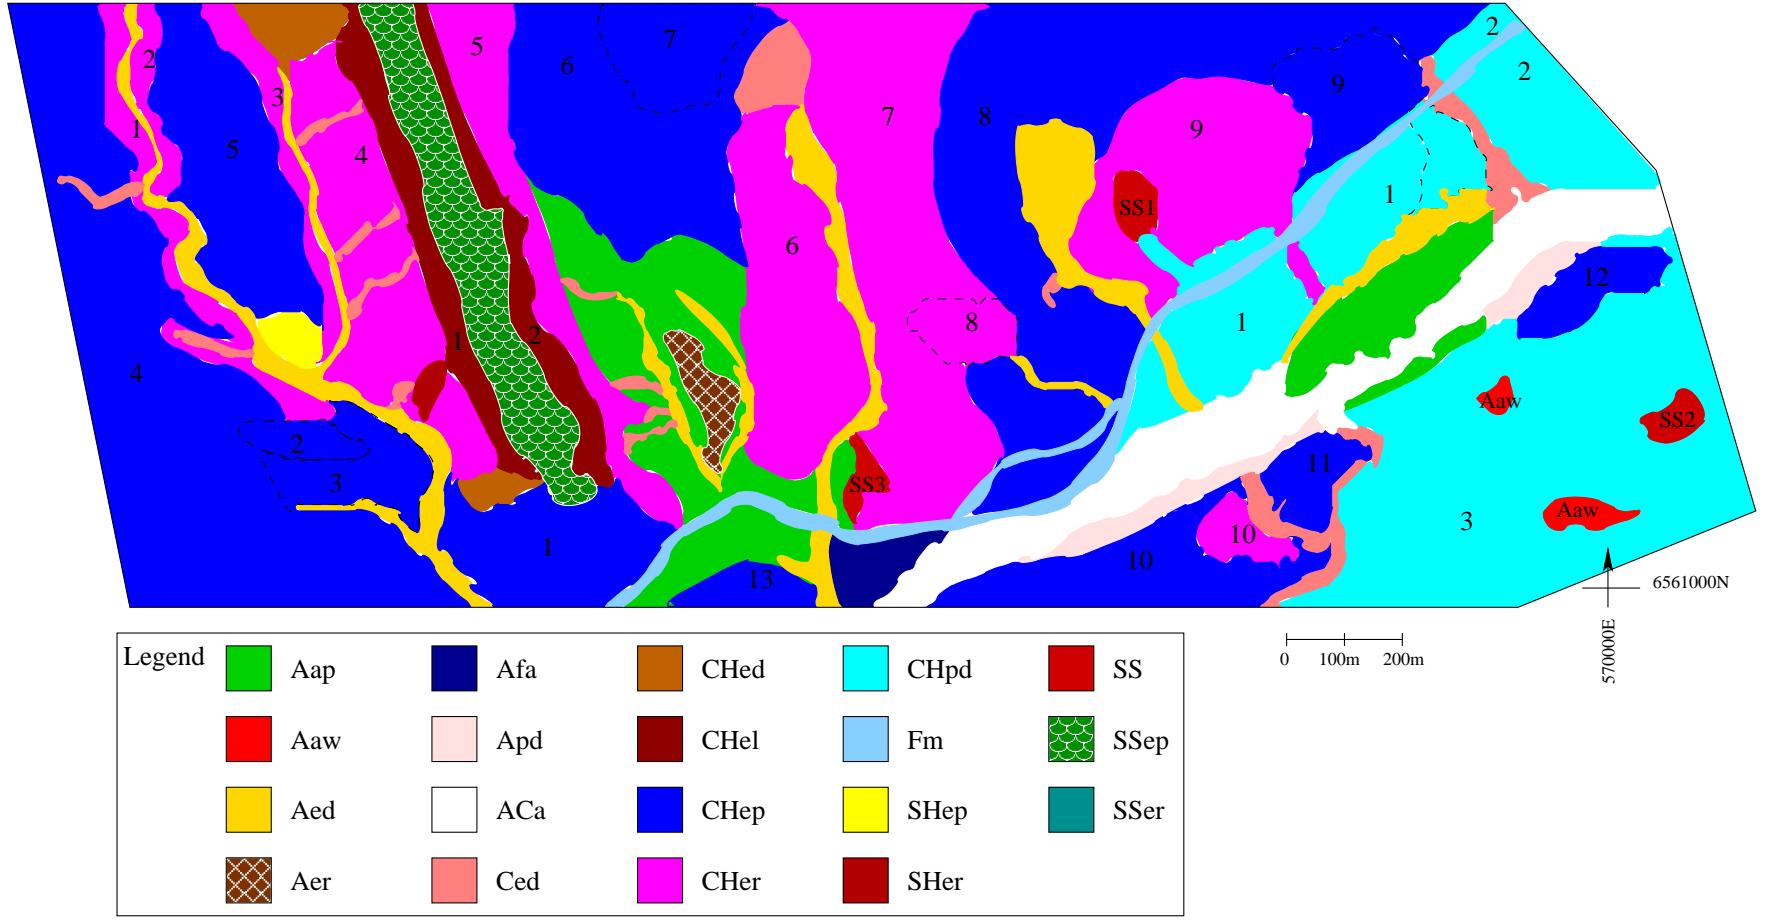 2
7
5
2
6
2
3
7
8
9
1
9
5
4
1
SS1
6
12
8
1
2
1
4
Aaw
SS2
2
11
3
SS3
Aaw
3
10
1
10
13
6561000N
570000E
0 100m 200m
Legend
Aap Afa CHed CHpd SS
Aaw Apd CHel Fm SSep
Aed ACa CHep SHep SSer
Aer Ced CHer SHer